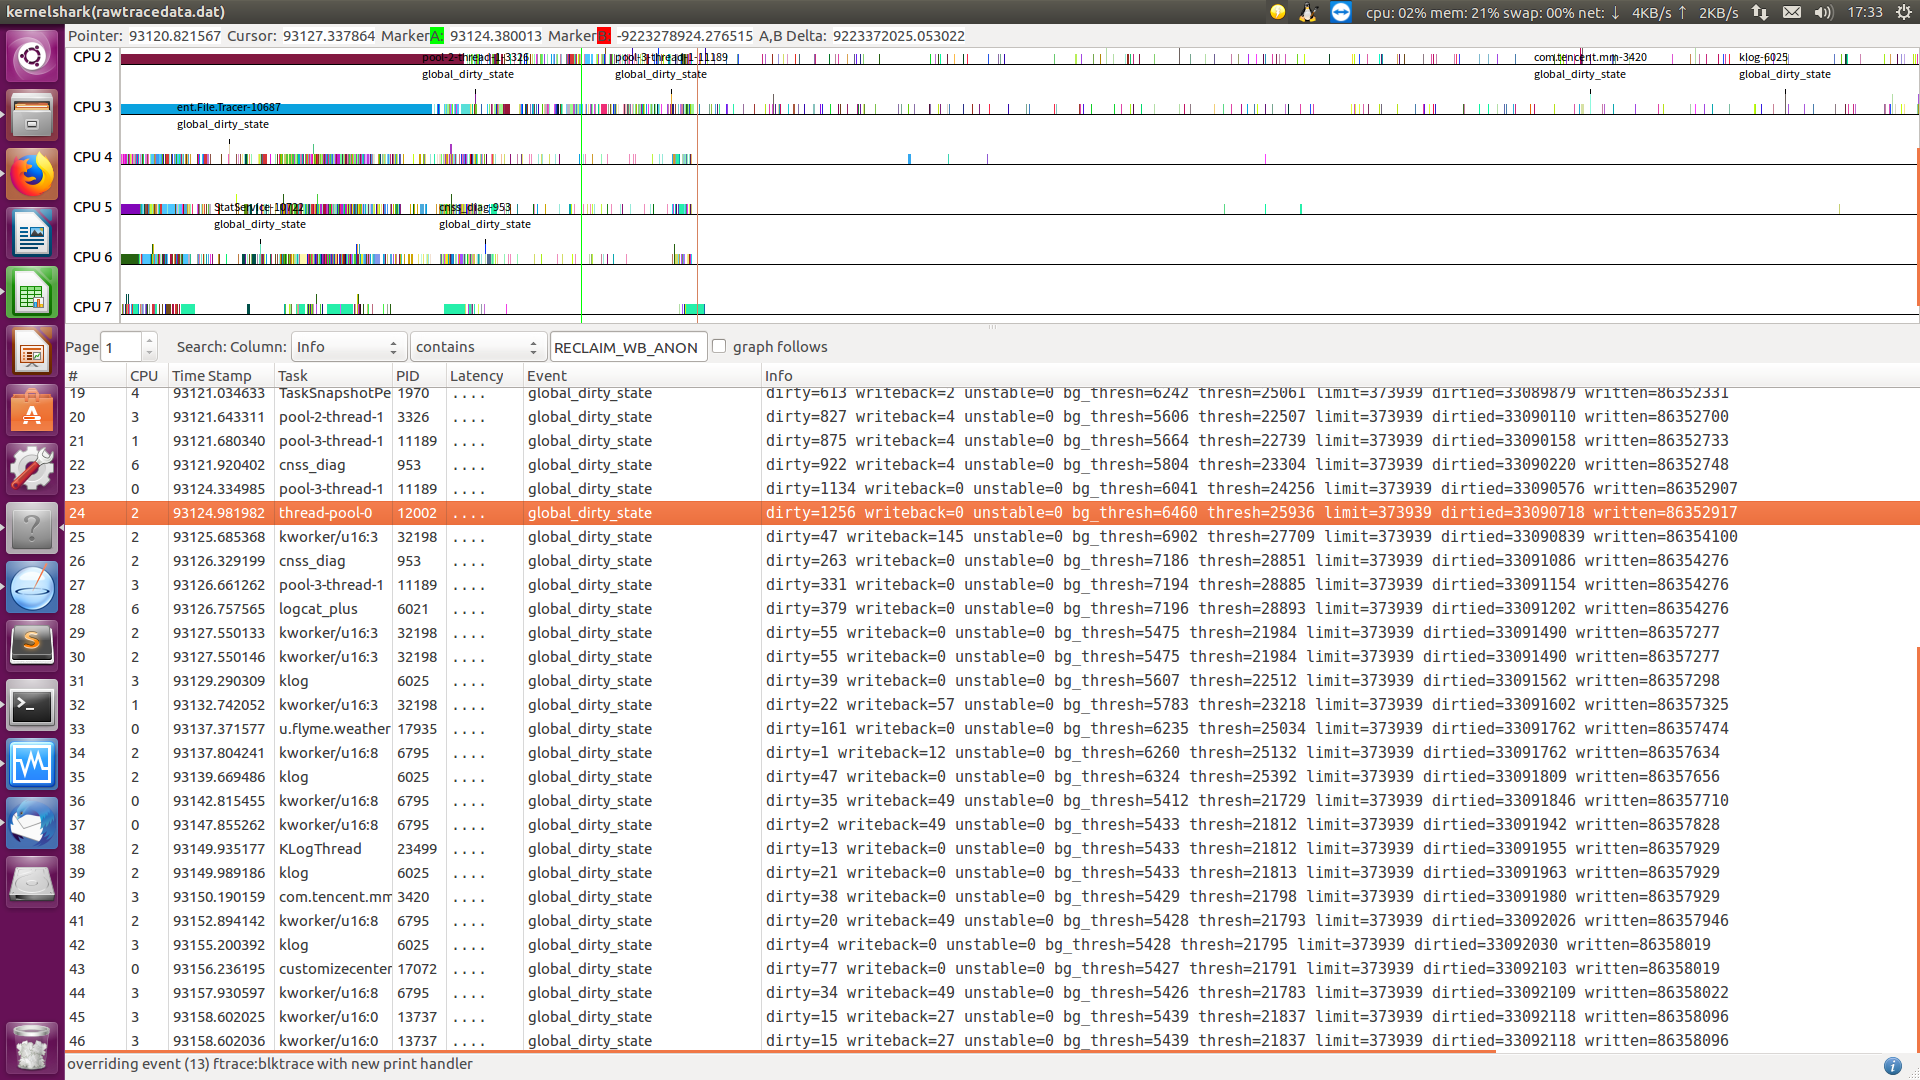 kernelshark(rawtracedata.dat)
cpu: 02% mem: 21% swap: 00% net: ↓ 4KB/s ↑ 2KB/s 17:33
Pointer: 93120.821567 Cursor: 93127.337864 MarkerA: 93124.380013 Marker -9223278924.276515 A,B Delta: 9223372025.053022
CPU 2
pool-2-thread-1-3326
global_dirty_state
pool-3-thread-1-11189
global_dirty_state
com.tencent.mm-3420
global_dirty_state
klog-6025
global_dirty_state
CPU 3
ent.File.Tracer-10687
global_dirty_state
CPU 4
CPU 5
StatService-10722
global_dirty_state
cnss_diag-953
global_dirty_state
CPU 6
CPU 7
Page 1 Search: Column: Info contains RECLAIM_WB_ANON graph follows
# CPU Time Stamp Task PID Latency Event Info
19 4 93121.034633 TaskSnapshotPe 1970 .... global_dirty_state dirty=613 writeback=2 unstable=0 bg_thresh=6242 thresh=25061 limit=373939 dirtied=33089879 written=86352331
20 3 93121.643311 pool-2-thread-1 3326 .... global_dirty_state dirty=827 writeback=4 unstable=0 bg_thresh=5606 thresh=22507 limit=373939 dirtied=33090110 written=86352700
21 1 93121.680340 pool-3-thread-1 11189 .... global_dirty_state dirty=875 writeback=4 unstable=0 bg_thresh=5664 thresh=22739 limit=373939 dirtied=33090158 written=86352733
22 6 93121.920402 cnss_diag 953 .... global_dirty_state dirty=922 writeback=4 unstable=0 bg_thresh=5804 thresh=23304 limit=373939 dirtied=33090220 written=86352748
23 0 93124.334985 pool-3-thread-1 11189 .... global_dirty_state dirty=1134 writeback=0 unstable=0 bg_thresh=6041 thresh=24256 limit=373939 dirtied=33090576 written=86352907
24 2 93124.981982 thread-pool-0 12002 .... global_dirty_state dirty=1256 writeback=0 unstable=0 bg_thresh=6460 thresh=25936 limit=373939 dirtied=33090718 written=86352917
25 2 93125.685368 kworker/u16:3 32198 .... global_dirty_state dirty=47 writeback=145 unstable=0 bg_thresh=6902 thresh=27709 limit=373939 dirtied=33090839 written=86354100
26 2 93126.329199 cnss_diag 953 .... global_dirty_state dirty=263 writeback=0 unstable=0 bg_thresh=7186 thresh=28851 limit=373939 dirtied=33091086 written=86354276
27 3 93126.661262 pool-3-thread-1 11189 .... global_dirty_state dirty=331 writeback=0 unstable=0 bg_thresh=7194 thresh=28885 limit=373939 dirtied=33091154 written=86354276
28 6 93126.757565 logcat_plus 6021 .... global_dirty_state dirty=379 writeback=0 unstable=0 bg_thresh=7196 thresh=28893 limit=373939 dirtied=33091202 written=86354276
29 2 93127.550133 kworker/u16:3 32198 .... global_dirty_state dirty=55 writeback=0 unstable=0 bg_thresh=5475 thresh=21984 limit=373939 dirtied=33091490 written=86357277
30 2 93127.550146 kworker/u16:3 32198 .... global_dirty_state dirty=55 writeback=0 unstable=0 bg_thresh=5475 thresh=21984 limit=373939 dirtied=33091490 written=86357277
31 3 93129.290309 klog 6025 .... global_dirty_state dirty=39 writeback=0 unstable=0 bg_thresh=5607 thresh=22512 limit=373939 dirtied=33091562 written=86357298
32 1 93132.742052 kworker/u16:3 32198 .... global_dirty_state dirty=22 writeback=57 unstable=0 bg_thresh=5783 thresh=23218 limit=373939 dirtied=33091602 written=86357325
33 0 93137.371577 u.flyme.weather 17935 .... global_dirty_state dirty=161 writeback=0 unstable=0 bg_thresh=6235 thresh=25034 limit=373939 dirtied=33091762 written=86357474
34 2 93137.804241 kworker/u16:8 6795 .... global_dirty_state dirty=1 writeback=12 unstable=0 bg_thresh=6260 thresh=25132 limit=373939 dirtied=33091762 written=86357634
35 2 93139.669486 klog 6025 .... global_dirty_state dirty=47 writeback=0 unstable=0 bg_thresh=6324 thresh=25392 limit=373939 dirtied=33091809 written=86357656
36 0 93142.815455 kworker/u16:8 6795 .... global_dirty_state dirty=35 writeback=49 unstable=0 bg_thresh=5412 thresh=21729 limit=373939 dirtied=33091846 written=86357710
37 0 93147.855262 kworker/u16:8 6795 .... global_dirty_state dirty=2 writeback=49 unstable=0 bg_thresh=5433 thresh=21812 limit=373939 dirtied=33091942 written=86357828
38 2 93149.935177 KLogThread 23499 .... global_dirty_state dirty=13 writeback=0 unstable=0 bg_thresh=5433 thresh=21812 limit=373939 dirtied=33091955 written=86357929
39 2 93149.989186 klog 6025 .... global_dirty_state dirty=21 writeback=0 unstable=0 bg_thresh=5433 thresh=21813 limit=373939 dirtied=33091963 written=86357929
40 3 93150.190159 com.tencent.mm 3420 .... global_dirty_state dirty=38 writeback=0 unstable=0 bg_thresh=5429 thresh=21798 limit=373939 dirtied=33091980 written=86357929
41 2 93152.894142 kworker/u16:8 6795 .... global_dirty_state dirty=20 writeback=49 unstable=0 bg_thresh=5428 thresh=21793 limit=373939 dirtied=33092026 written=86357946
42 3 93155.200392 klog 6025 .... global_dirty_state dirty=4 writeback=0 unstable=0 bg_thresh=5428 thresh=21795 limit=373939 dirtied=33092030 written=86358019
43 0 93156.236195 customizecenter 17072 .... global_dirty_state dirty=77 writeback=0 unstable=0 bg_thresh=5427 thresh=21791 limit=373939 dirtied=33092103 written=86358019
44 3 93157.930597 kworker/u16:8 6795 .... global_dirty_state dirty=34 writeback=49 unstable=0 bg_thresh=5426 thresh=21783 limit=373939 dirtied=33092109 written=86358022
45 3 93158.602025 kworker/u16:0 13737 .... global_dirty_state dirty=15 writeback=27 unstable=0 bg_thresh=5439 thresh=21837 limit=373939 dirtied=33092118 written=86358096
46 3 93158.602036 kworker/u16:0 13737 .... global_dirty_state dirty=15 writeback=27 unstable=0 bg_thresh=5439 thresh=21837 limit=373939 dirtied=33092118 written=86358096
overriding event (13) ftrace:blktrace with new print handler